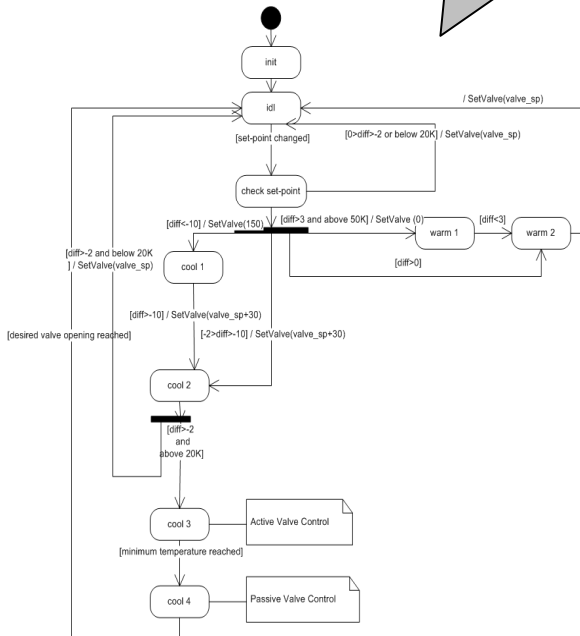 init
idl
/ SetValve(valve_sp)
[set-point changed]
[0>diff>-2 or below 20K] / SetValve(valve_sp)
check set-point
[diff<-10] / SetValve(150)
[diff>3 and above 50K] / SetValve (0)
[diff<3]
warm 1
warm 2
[diff>-2 and below 20K
] / SetValve(valve_sp)
cool 1
[diff>0]
[diff>-10] / SetValve(valve_sp+30)
[-2>diff>-10] / SetValve(valve_sp+30)
[desired valve opening reached]
cool 2
[diff>-2
and
above 20K]
cool 3
Active Valve Control
[minimum temperature reached]
cool 4
Passive Valve Control